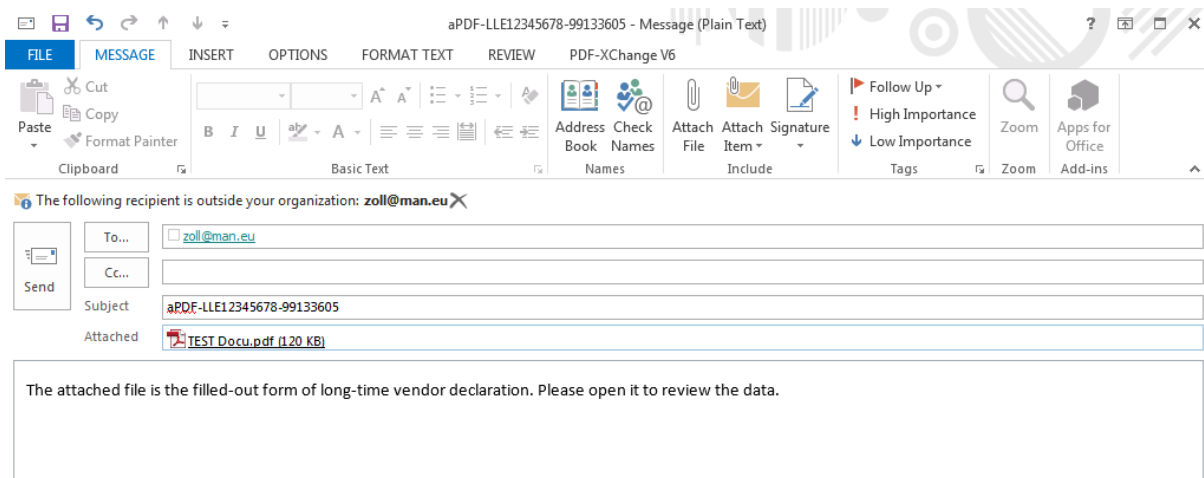 aPDF-LLE12345678-99133605 - Message (Plain Text)
FILE MESSAGE INSERT OPTIONS FORMAT TEXT REVIEW PDF-XChange V6
Paste
Cut
Copy
Format Painter
Clipboard
A A
B I U aby A
Basic Text
Address Book
Check Names
Names
Attach File
Attach Item
Signature
Include
Follow Up
High Importance
Low Importance
Tags
Zoom
Zoom
Apps for Office
Add-ins
The following recipient is outside your organization: zoll@man.eu
Send
To... zoll@man.eu
Cc...
Subject aPDF-LLE12345678-99133605
Attached TEST Docu.pdf (120 KB)
The attached file is the filled-out form of long-time vendor declaration. Please open it to review the data.